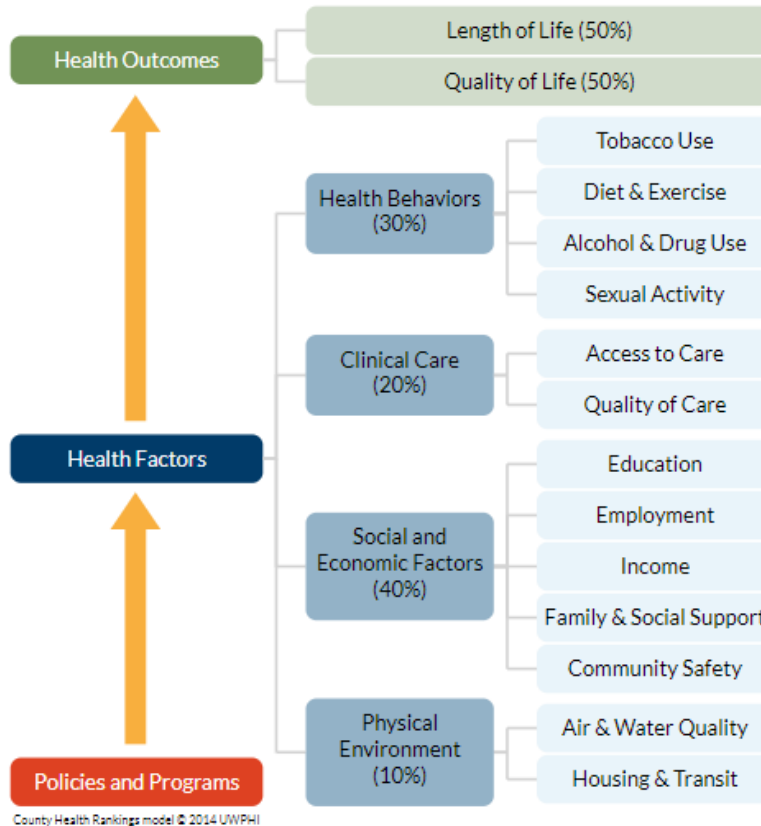 Health Outcomes
Length of Life (50%)
Quality of Life (50%)
Health Factors
Health Behaviors
(30%)
Tobacco Use
Diet & Exercise
Alcohol & Drug Use
Sexual Activity
Clinical Care
(20%)
Access to Care
Quality of Care
Social and
Economic Factors
(40%)
Education
Employment
Income
Family & Social Support
Community Safety
Physical
Environment
(10%)
Air & Water Quality
Housing & Transit
Policies and Programs
County Health Rankings model © 2014 UWPHI